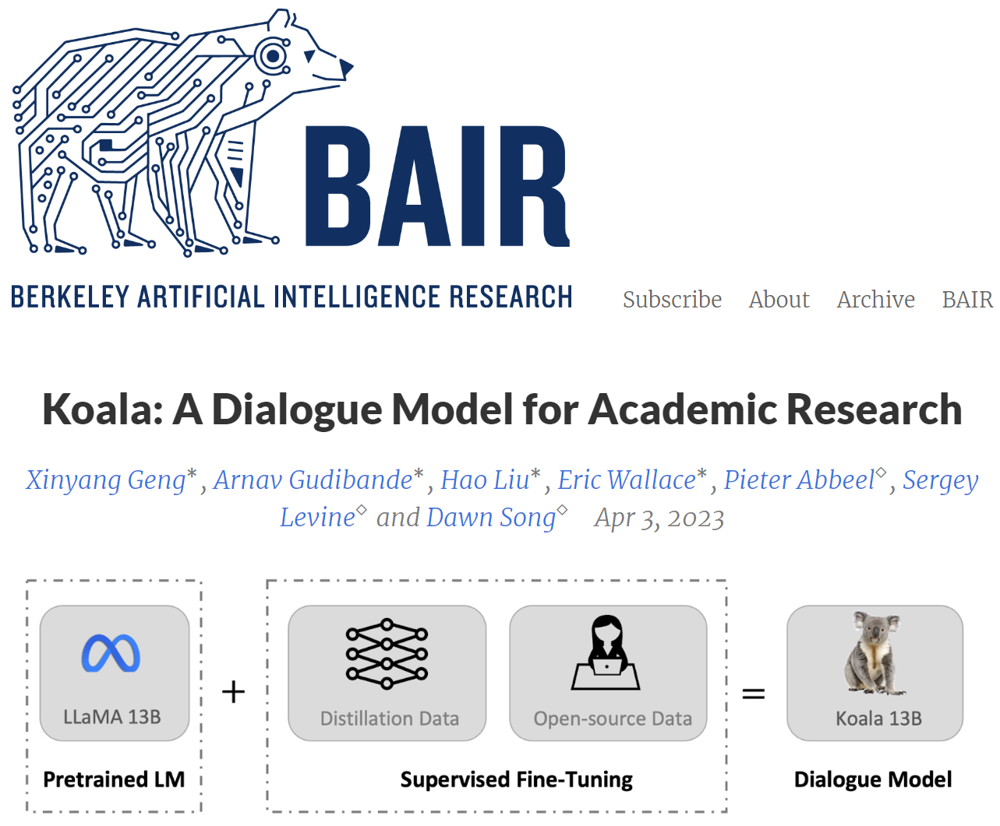 BAIR
BERKELEY ARTIFICIAL INTELLIGENCE RESEARCH
Subscribe About Archive BAIR
Koala: A Dialogue Model for Academic Research
Xinyang Geng*, Arnav Gudibande*, Hao Liu*, Eric Wallace*, Pieter Abbeel◇, Sergey
Levine◇ and Dawn Song◇ Apr 3, 2023
LLaMA 13B
+
Distillation Data
Open-source Data
=
Koala 13B
Pretrained LM
Supervised Fine-Tuning
Dialogue Model